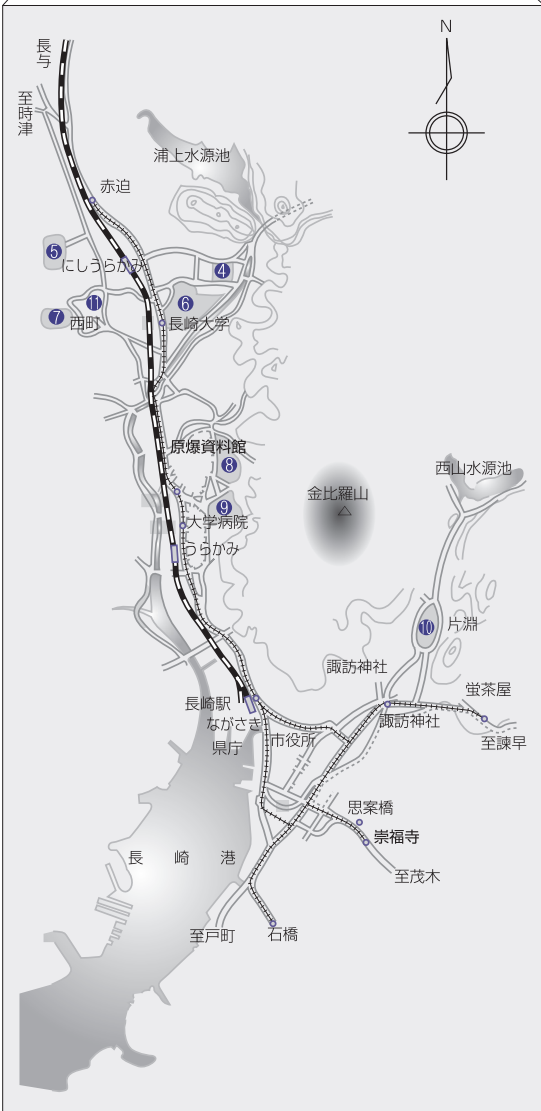 N
長与
至時津
浦上水源池
赤迫
⑤
にしうらかみ
④
⑥
⑪
⑦
西町
長崎大学
原爆資料館
⑧
⑨
大学病院
うらかみ
金比羅山
西山水源池
⑩
片淵
諏訪神社
蛍茶屋
長崎駅
ながさき
諏訪神社
市役所
県庁
至諫早
思案橋
崇福寺
長崎港
至茂木
至戸町
石橋